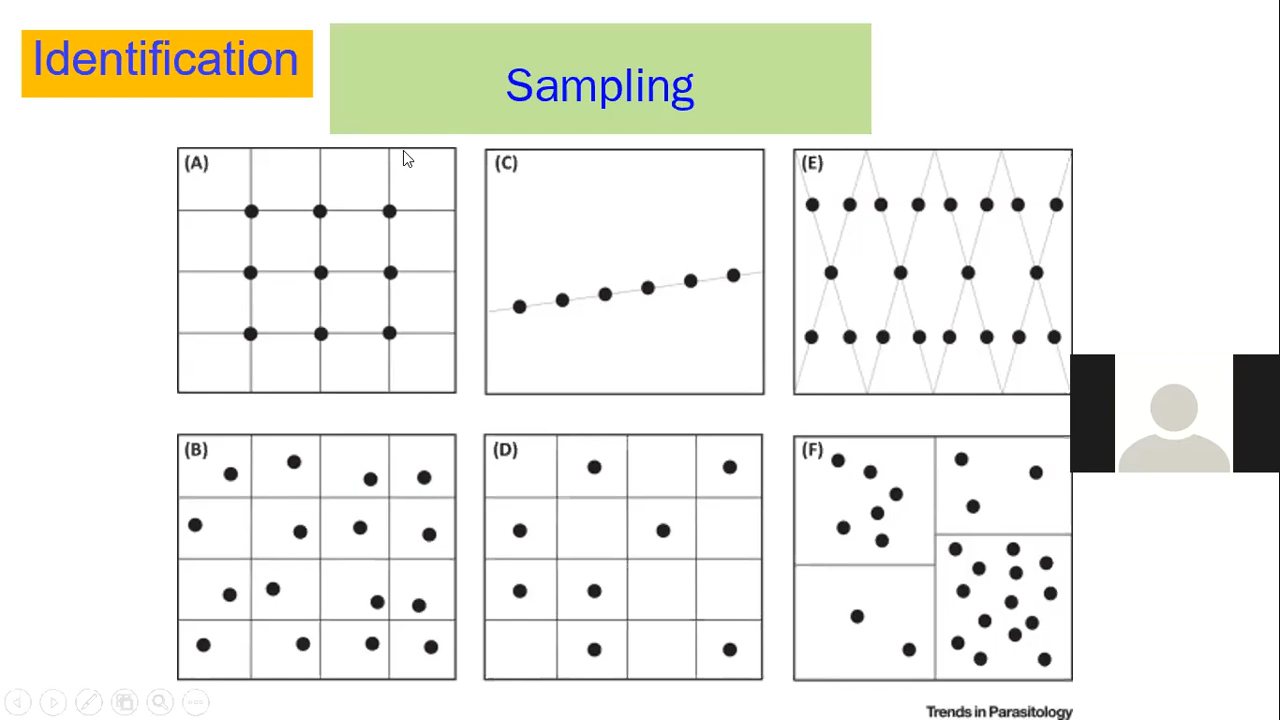 Identification
Sampling
(A)
(C)
(E)
(B)
(D)
(F)
Trends in Parasitology